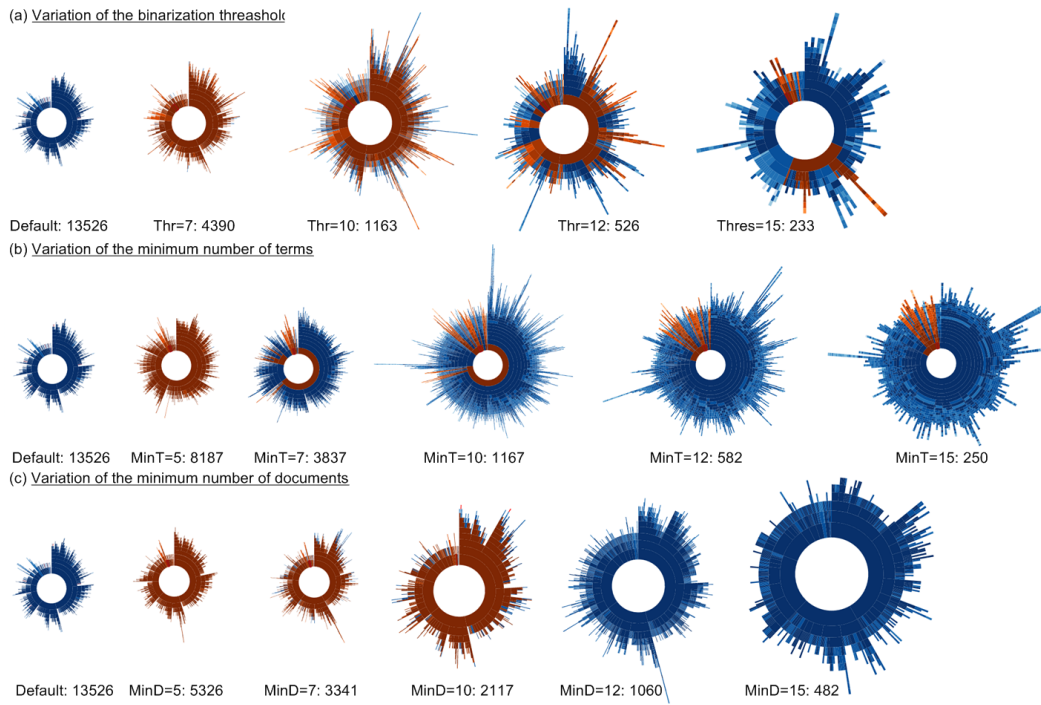 (a) Variation of the binarization threashold
Default: 13526 Thr=7: 4390 Thr=10: 1163 Thr=12: 526 Thres=15: 233
(b) Variation of the minimum number of terms
Default: 13526 MinT=5: 8187 MinT=7: 3837 MinT=10: 1167 MinT=12: 582 MinT=15: 250
(c) Variation of the minimum number of documents
Default: 13526 MinD=5: 5326 MinD=7: 3341 MinD=10: 2117 MinD=12: 1060 MinD=15: 482